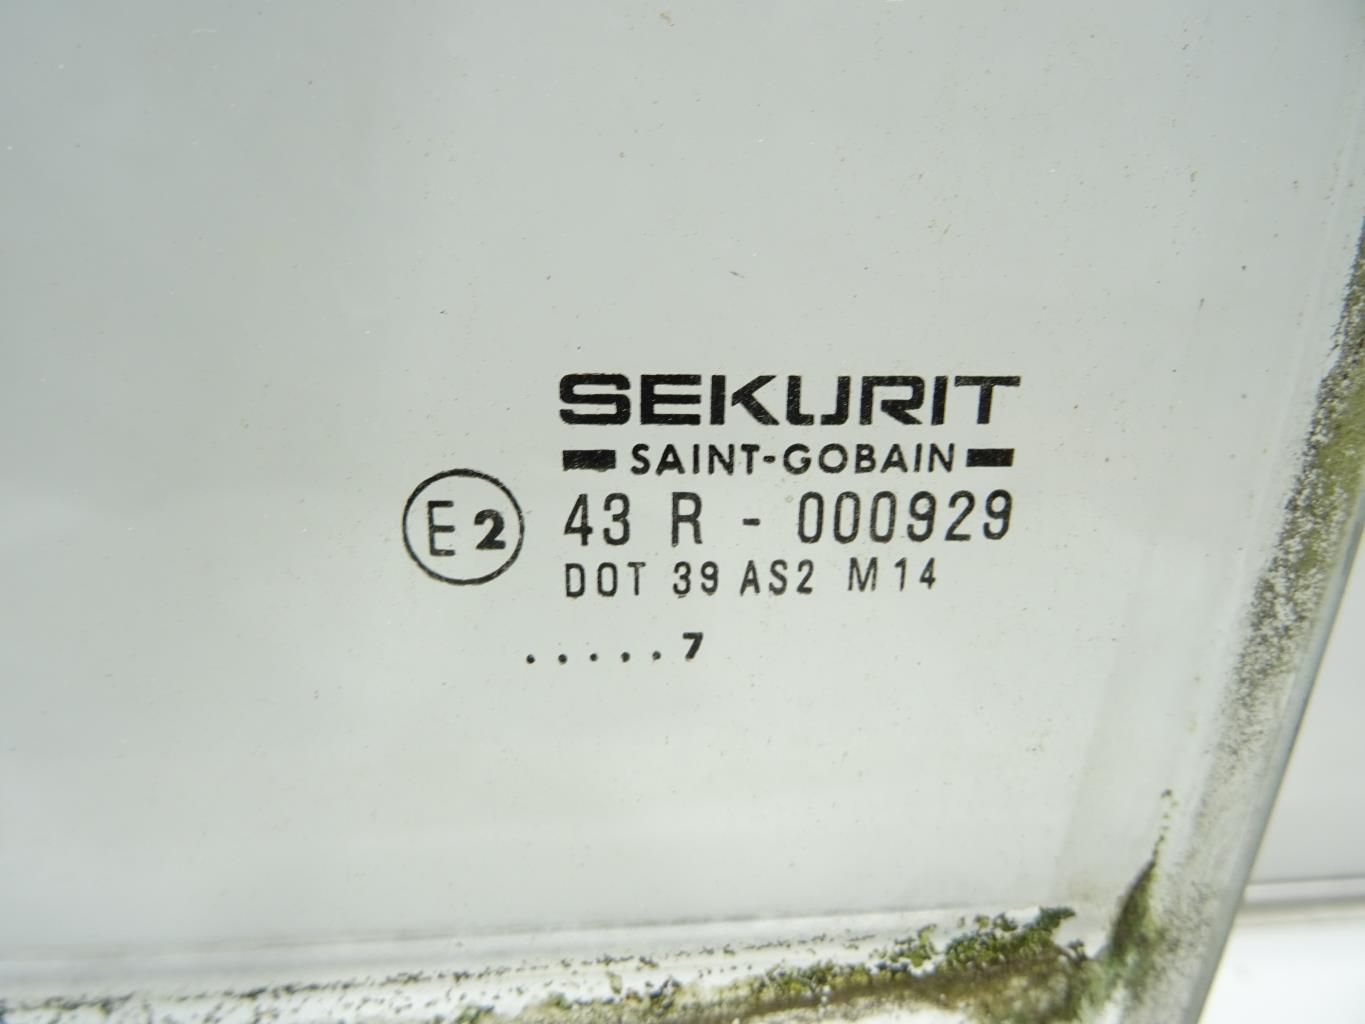 SEKURIT
SAINT-GOBAIN
E2 43 R - 000929
DOT 39 AS2 M14
.....7